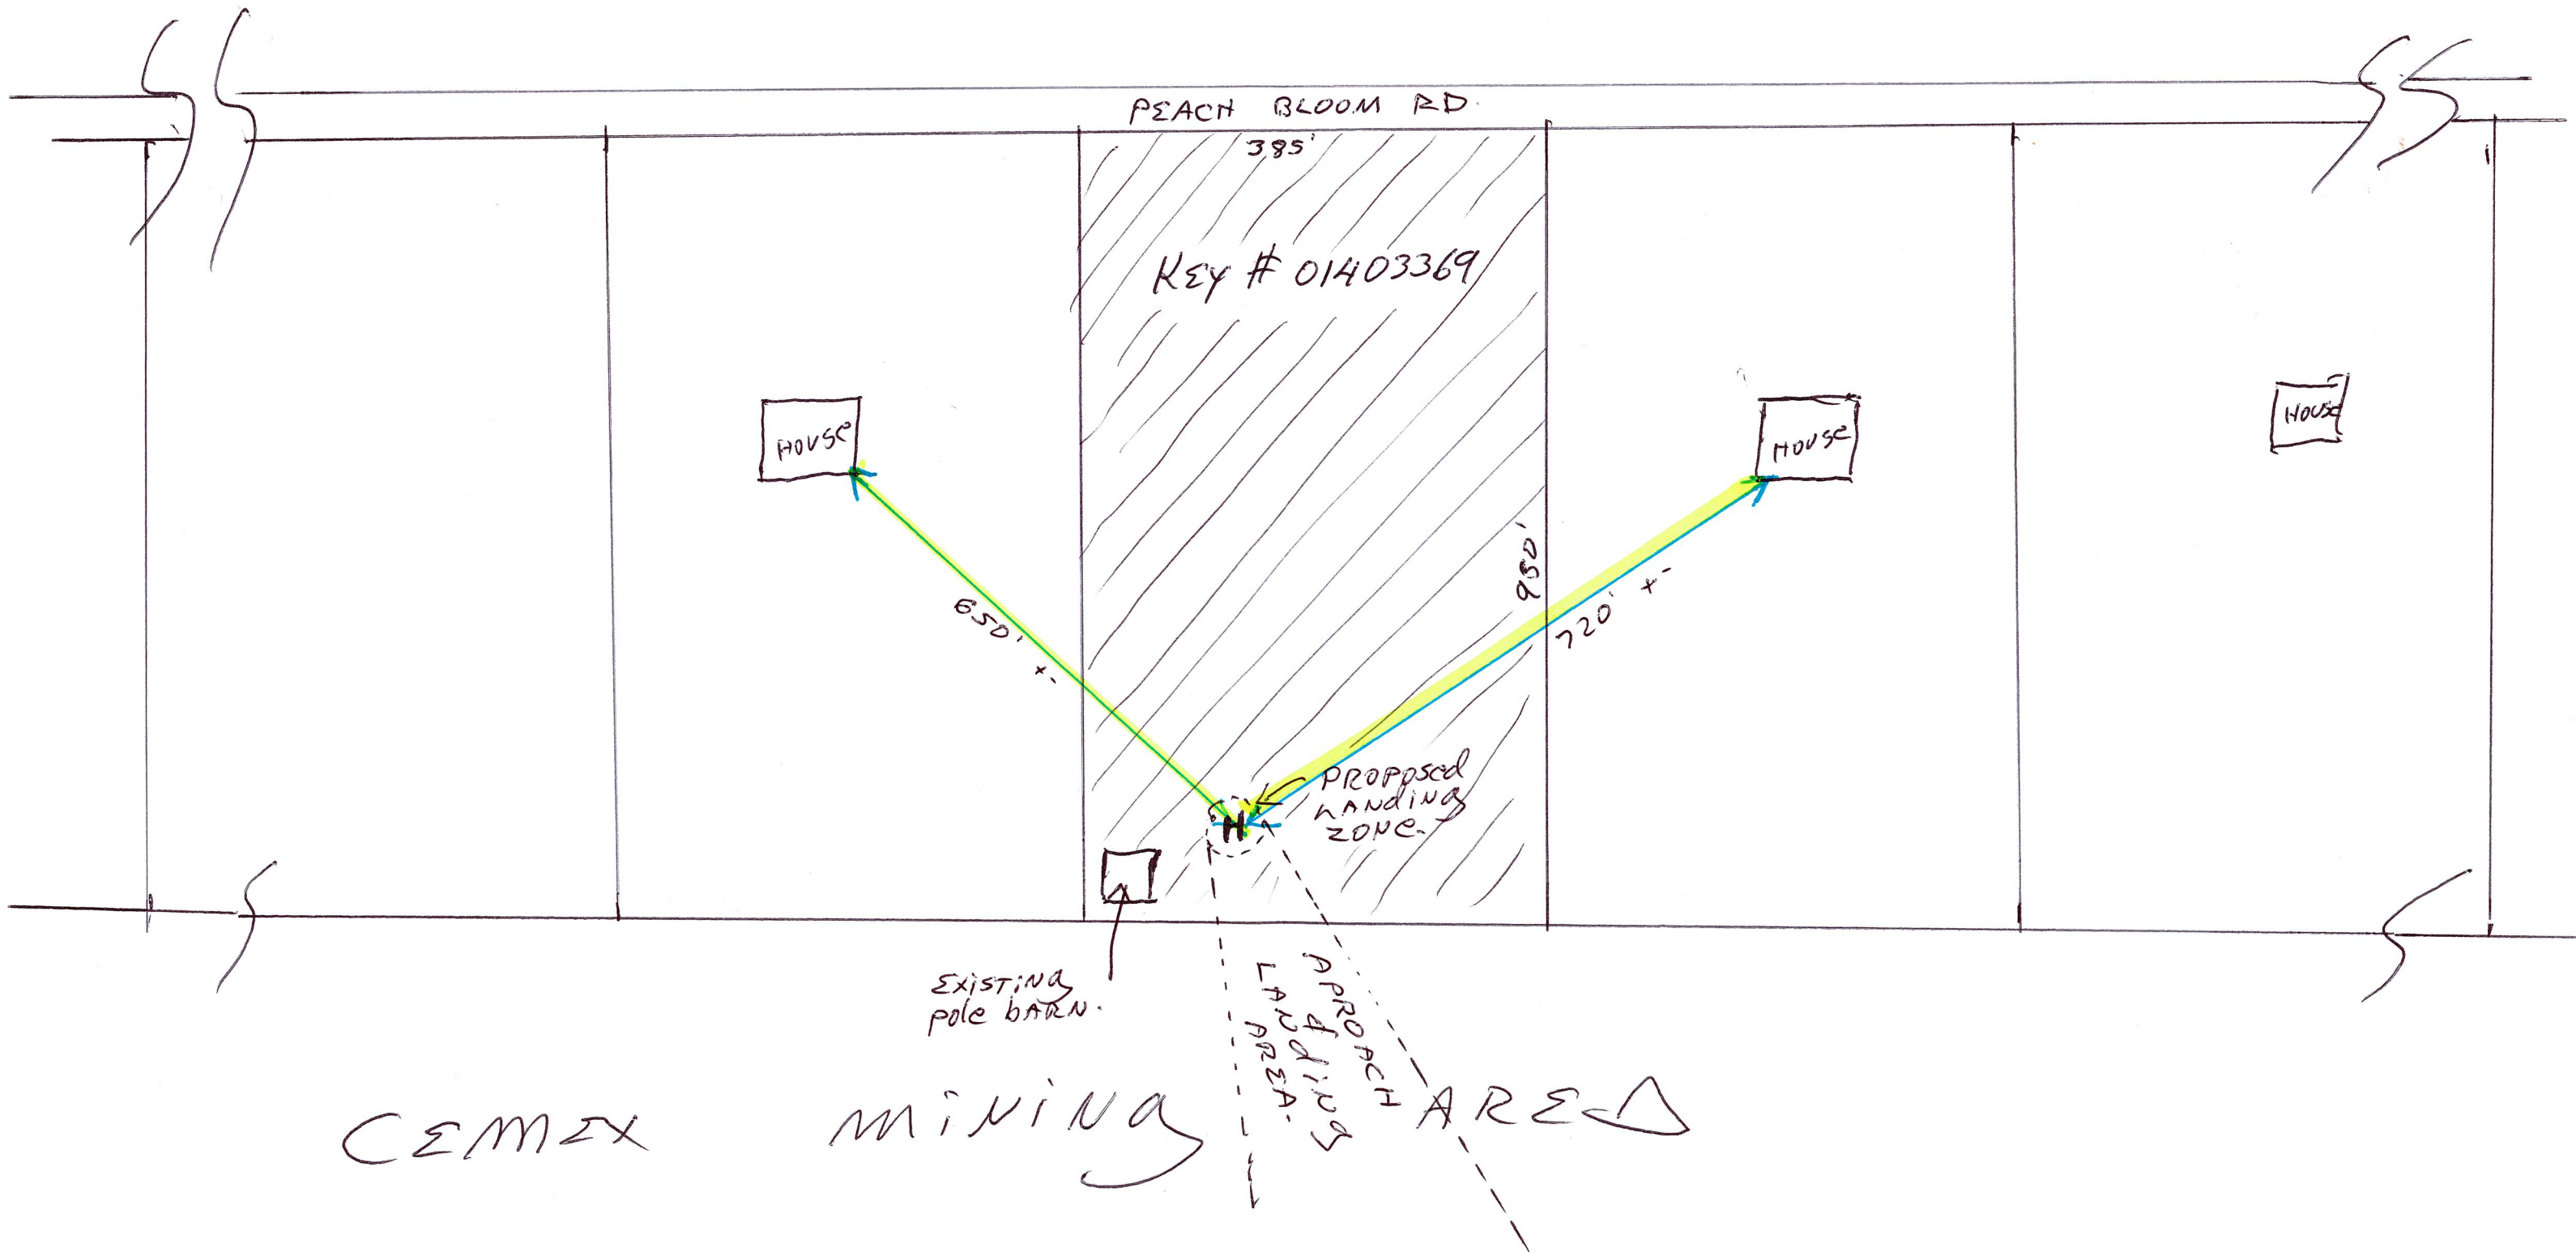 PEACH BLOOM RD.
385'
KEY # 01403369
HOUSE
HOUSE
HOUSE
650' +-
950'
720' +-
PROPOSED
LANDING
ZONE.
H
EXISTING
POLE BARN.
APPROACH
&
LANDING
AREA.
CEMEX MINING AREA